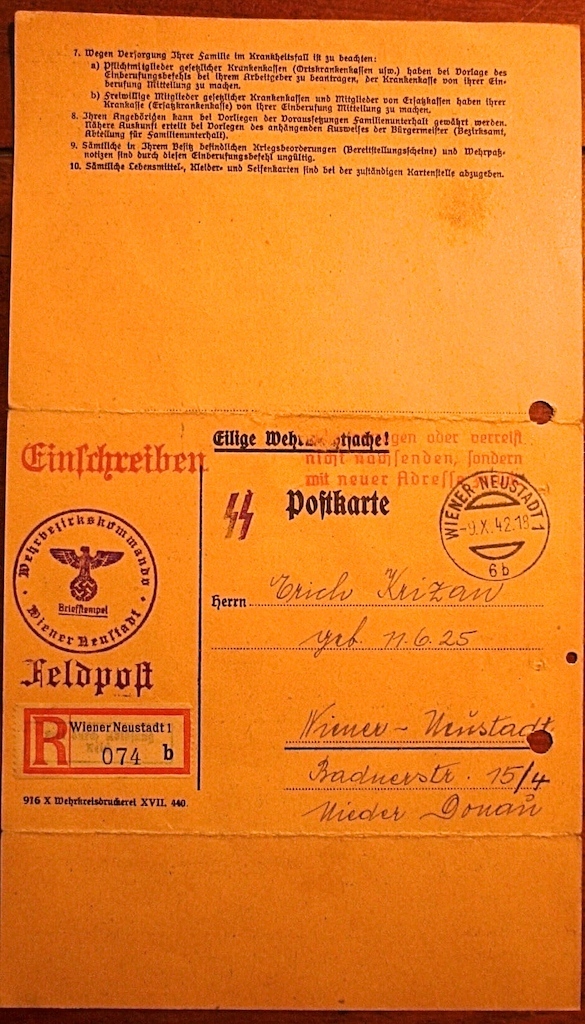 7. Wegen Versorgung Ihrer Familie im Krankheitsfall ist zu beachten:
a) Pflichtmitglieder gesetzlicher Krankenkassen (Ortskrankenkassen usw.) haben bei Vorlage des
Einberufungsbefehls bei ihrem Arbeitgeber zu beantragen, der Krankenkasse von ihrer Ein-
berufung Mitteilung zu machen.
b) Freiwillige Mitglieder gesetzlicher Krankenkassen und Mitglieder von Ersatzkassen haben ihrer
Krankasse (Ersatzkrankenkasse) von ihrer Einberufung Mitteilung zu machen.
8. Ihren Angehörigen kann bei Vorliegen der Voraussetzungen Familienunterhalt gewährt werden.
Nähere Auskunft erteilt bei Vorlegen des anhängenden Ausweises der Bürgermeister (Bezirksamt,
Abteilung für Familienunterhalt).
9. Sämtliche in Ihrem Besitz befindlichen Kriegsbeorderungen (Bereitstellungsscheine) und Wehrpaß-
notizen sind durch diesen Einberufungsbefehl ungültig.
10. Sämtliche Lebensmittel-, Kleider- und Seifenkarten sind bei der zuständigen Kartenstelle abzugeben.
Eilige
gen oder verreist
nicht nachsenden, sondern
mit neuer
Einschreiben
Postkarte
WIENER-NEUSTADT 1
-9.X.42.18
6b
Wehrbezirkskommando
Wiener Neustadt
Briefstempel
Herrn Erich Krizan
geb. 11.6.25
Feldpost
Wiener-Neustadt
R Wiener Neustadt 1
074 b
Badnerstr. 15/4
Nieder Donau
916 X Wehrkreisdruckerei XVII. 440.